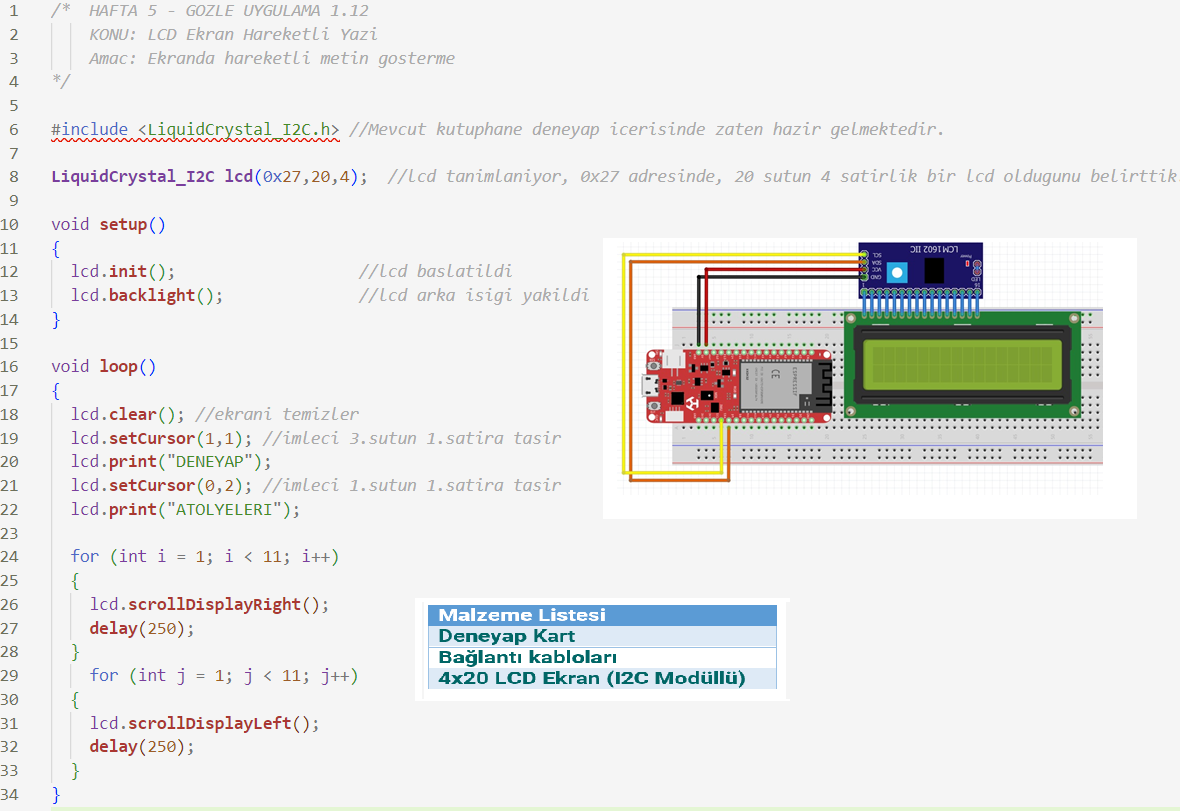 1 /* HAFTA 5 - GOZLE UYGULAMA 1.12
2 KONU: LCD Ekran Hareketli Yazi
3 Amac: Ekranda hareketli metin gosterme
4 */
5
6 #include <LiquidCrystal_I2C.h> //Mevcut kutuphane deneyap icerisinde zaten hazir gelmektedir.
7
8 LiquidCrystal_I2C lcd(0x27,20,4); //lcd tanimlaniyor, 0x27 adresinde, 20 sutun 4 satirlik bir lcd oldugunu belirttik
9
10 void setup()
11 {
12 lcd.init(); //lcd baslatildi
13 lcd.backlight(); //lcd arka isigi yakildi
14 }
15
16 void loop()
17 {
18 lcd.clear(); //ekrani temizler
19 lcd.setCursor(1,1); //imleci 3.sutun 1.satira tasir
20 lcd.print("DENEYAP");
21 lcd.setCursor(0,2); //imleci 1.sutun 1.satira tasir
22 lcd.print("ATOLYELERI");
23
24 for (int i = 1; i < 11; i++)
25 {
26 lcd.scrollDisplayRight();
27 delay(250);
28 }
29 for (int j = 1; j < 11; j++)
30 {
31 lcd.scrollDisplayLeft();
32 delay(250);
33 }
34 }
LCM1602 IIC
SCL
SDA
VCC
GND
Power
LED
1
16
CE
ESPRESSIF
Malzeme Listesi
Deneyap Kart
Bağlantı kabloları
4x20 LCD Ekran (I2C Modüllü)